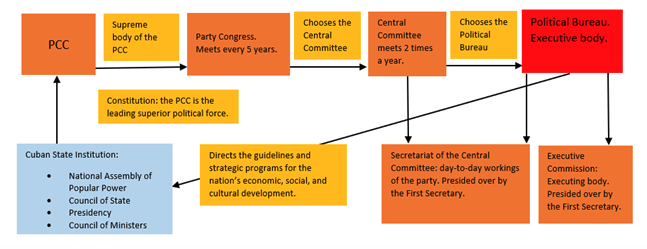 PCC
Supreme
body of the
PCC
Party Congress.
Meets every 5 years.
Chooses the
Central
Committee
Central
Committee
meets 2 times
a year.
Chooses the
Political
Bureau
Political Bureau.
Executive body.
Constitution: the PCC is the
leading superior political force.
Cuban State Institution:
• National Assembly of
Popular Power
• Council of State
• Presidency
• Council of Ministers
Directs the guidelines and
strategic programs for the
nation's economic, social, and
cultural development.
Secretariat of the Central
Committee: day-to-day workings
of the party. Presided over by
the First Secretary.
Executive
Commission:
Executing body.
Presided over by
the First Secretary.